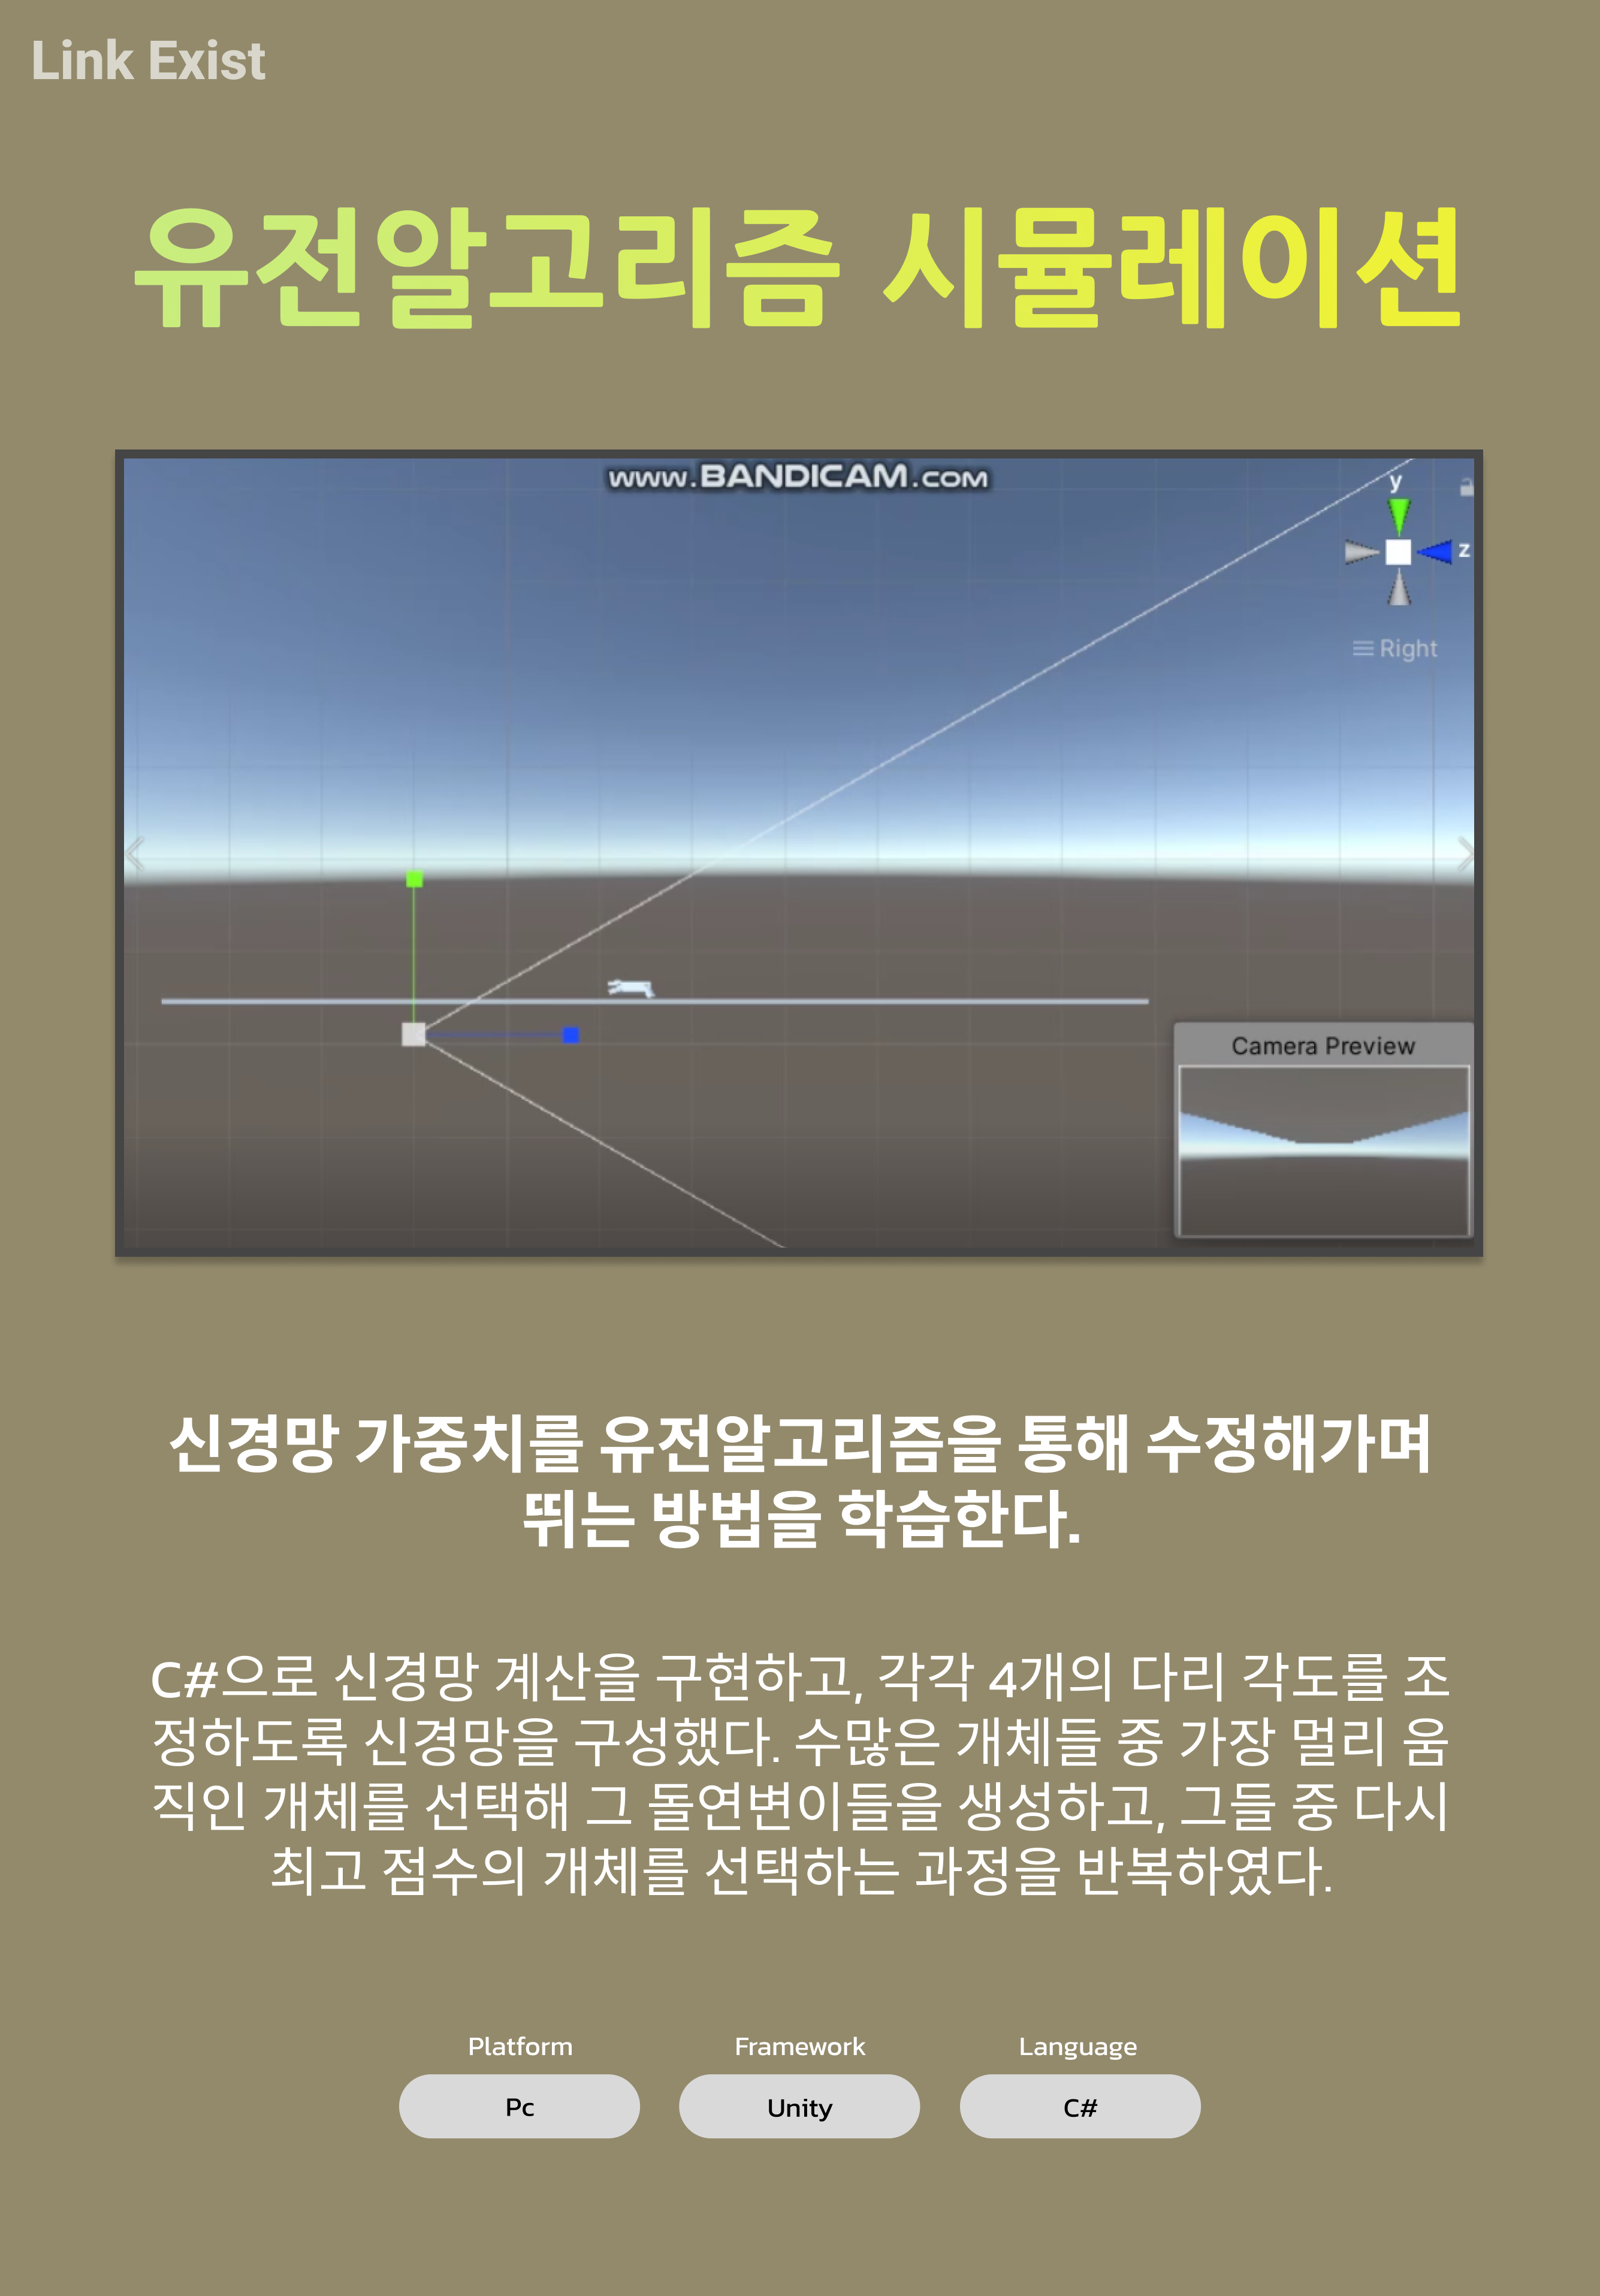 Link Exist
유전알고리즘 시뮬레이션
www.BANDICAM.com
y
z
Right
Camera Preview
신경망 가중치를 유전알고리즘을 통해 수정해가며
뛰는 방법을 학습한다.
C#으로 신경망 계산을 구현하고, 각각 4개의 다리 각도를 조
정하도록 신경망을 구성했다. 수많은 개체들 중 가장 멀리 움
직인 개체를 선택해 그 돌연변이들을 생성하고, 그들 중 다시
최고 점수의 개체를 선택하는 과정을 반복하였다.
Platform Framework Language
Pc Unity C#